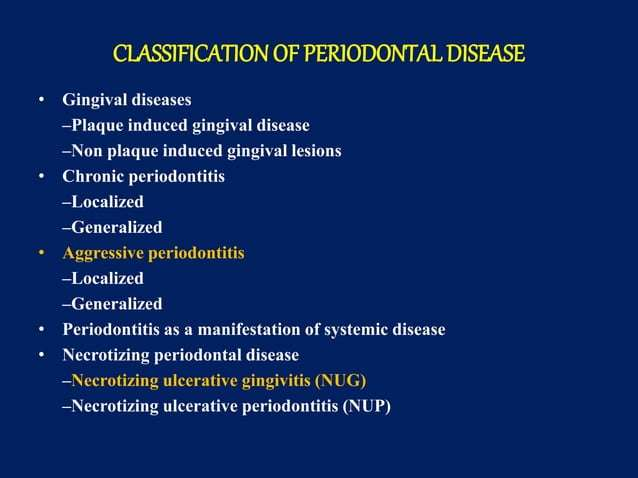 CLASSIFICATION OF PERIODONTAL DISEASE
• Gingival diseases
–Plaque induced gingival disease
–Non plaque induced gingival lesions
• Chronic periodontitis
–Localized
–Generalized
• Aggressive periodontitis
–Localized
–Generalized
• Periodontitis as a manifestation of systemic disease
• Necrotizing periodontal disease
–Necrotizing ulcerative gingivitis (NUG)
–Necrotizing ulcerative periodontitis (NUP)